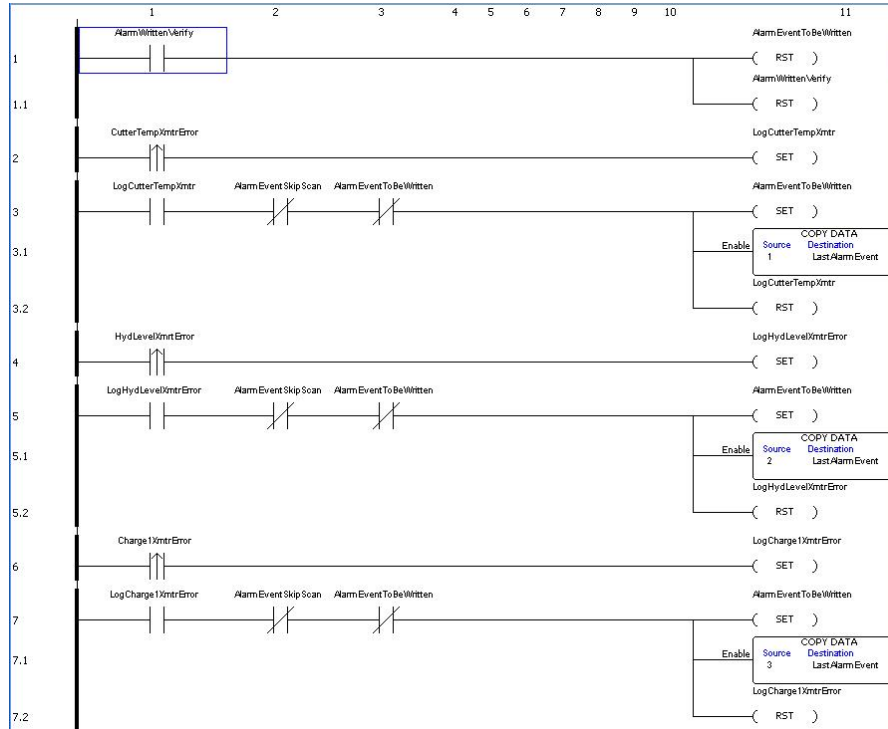 1 2 3 4 5 6 7 8 9 10 11
AlarmWrittenVerify AlarmEventToBeWritten
1 RST
AlarmWrittenVerify
1.1 RST
CutterTempXmtrError LogCutterTempXmtr
2 SET
LogCutterTempXmtr AlarmEventSkipScan AlarmEventToBeWritten AlarmEventToBeWritten
3 SET
COPY DATA
3.1 Enable Source Destination
1 LastAlarmEvent
LogCutterTempXmtr
3.2 RST
HydLevelXmrtError LogHydLevelXmtrError
4 SET
LogHydLevelXmtrError AlarmEventSkipScan AlarmEventToBeWritten AlarmEventToBeWritten
5 SET
COPY DATA
5.1 Enable Source Destination
2 LastAlarmEvent
LogHydLevelXmtrError
5.2 RST
Charge1XmtrError LogCharge1XmtrError
6 SET
LogCharge1XmtrError AlarmEventSkipScan AlarmEventToBeWritten AlarmEventToBeWritten
7 SET
COPY DATA
7.1 Enable Source Destination
3 LastAlarmEvent
LogCharge1XmtrError
7.2 RST